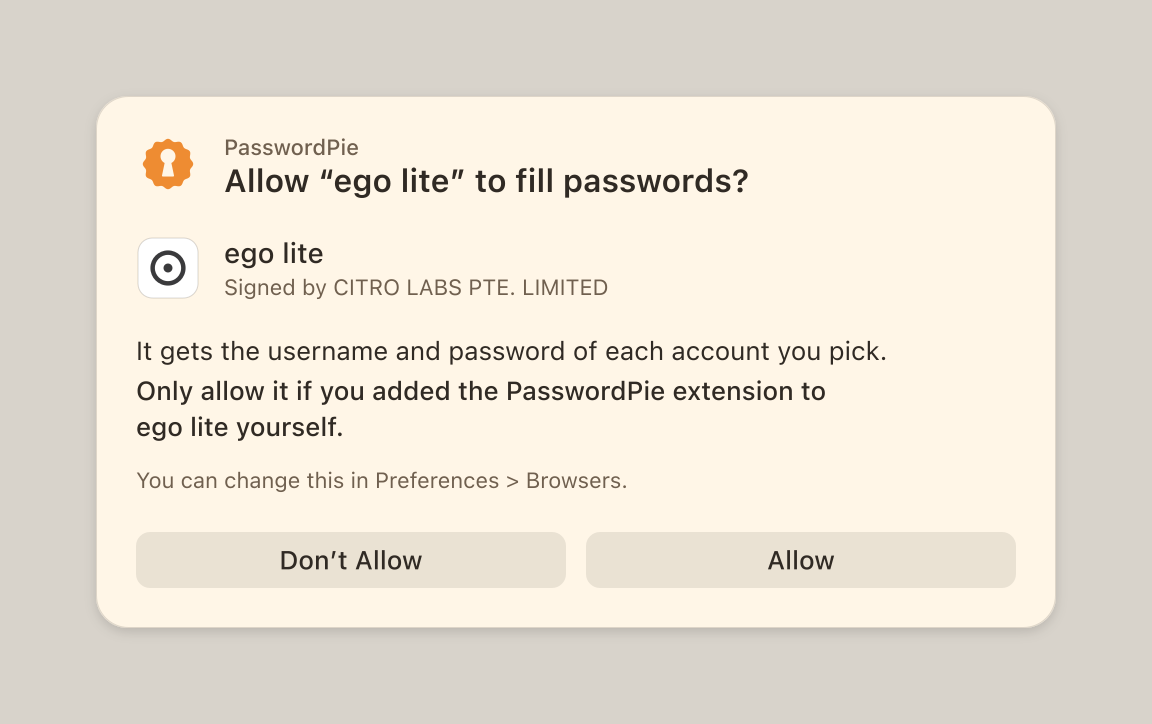 PasswordPie
Allow “ego lite” to fill passwords?
ego lite
Signed by CITRO LABS PTE. LIMITED
It gets the username and password of each account you pick.
Only allow it if you added the PasswordPie extension to
ego lite yourself.
You can change this in Preferences > Browsers.
Don’t Allow
Allow